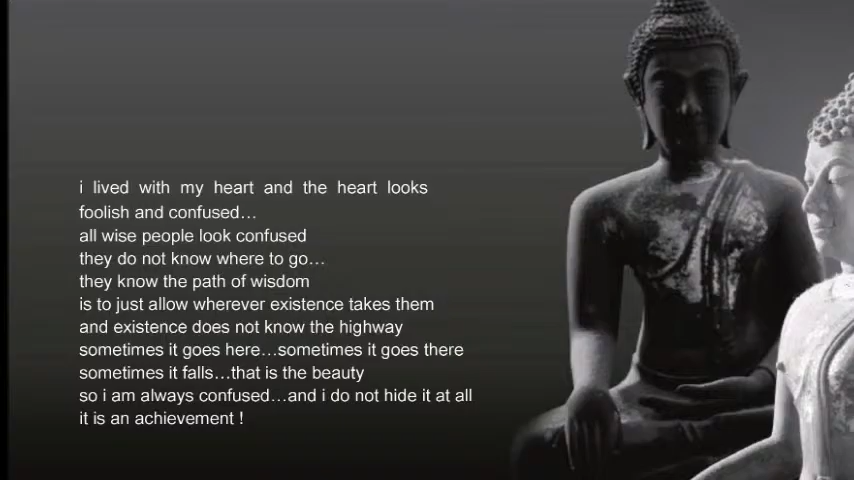 i lived with my heart and the heart looks
foolish and confused…
all wise people look confused
they do not know where to go…
they know the path of wisdom
is to just allow wherever existence takes them
and existence does not know the highway
sometimes it goes here…sometimes it goes there
sometimes it falls…that is the beauty
so i am always confused…and i do not hide it at all
it is an achievement !